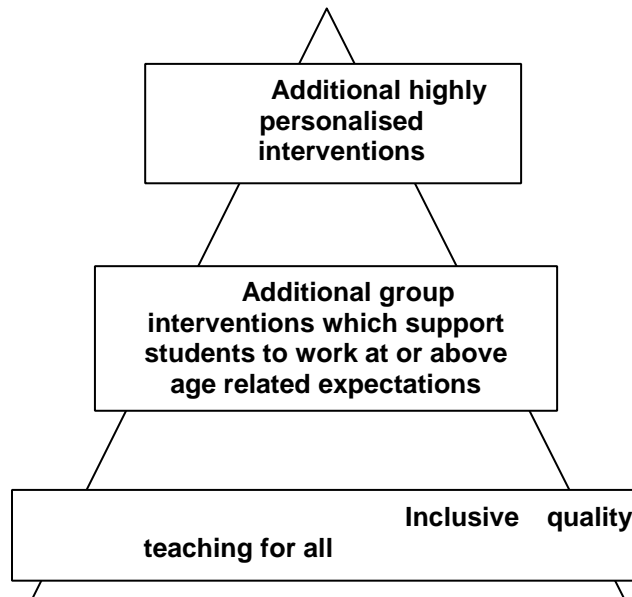 Additional highly
personalised
interventions
Additional group
interventions which support
students to work at or above
age related expectations
Inclusive quality
teaching for all